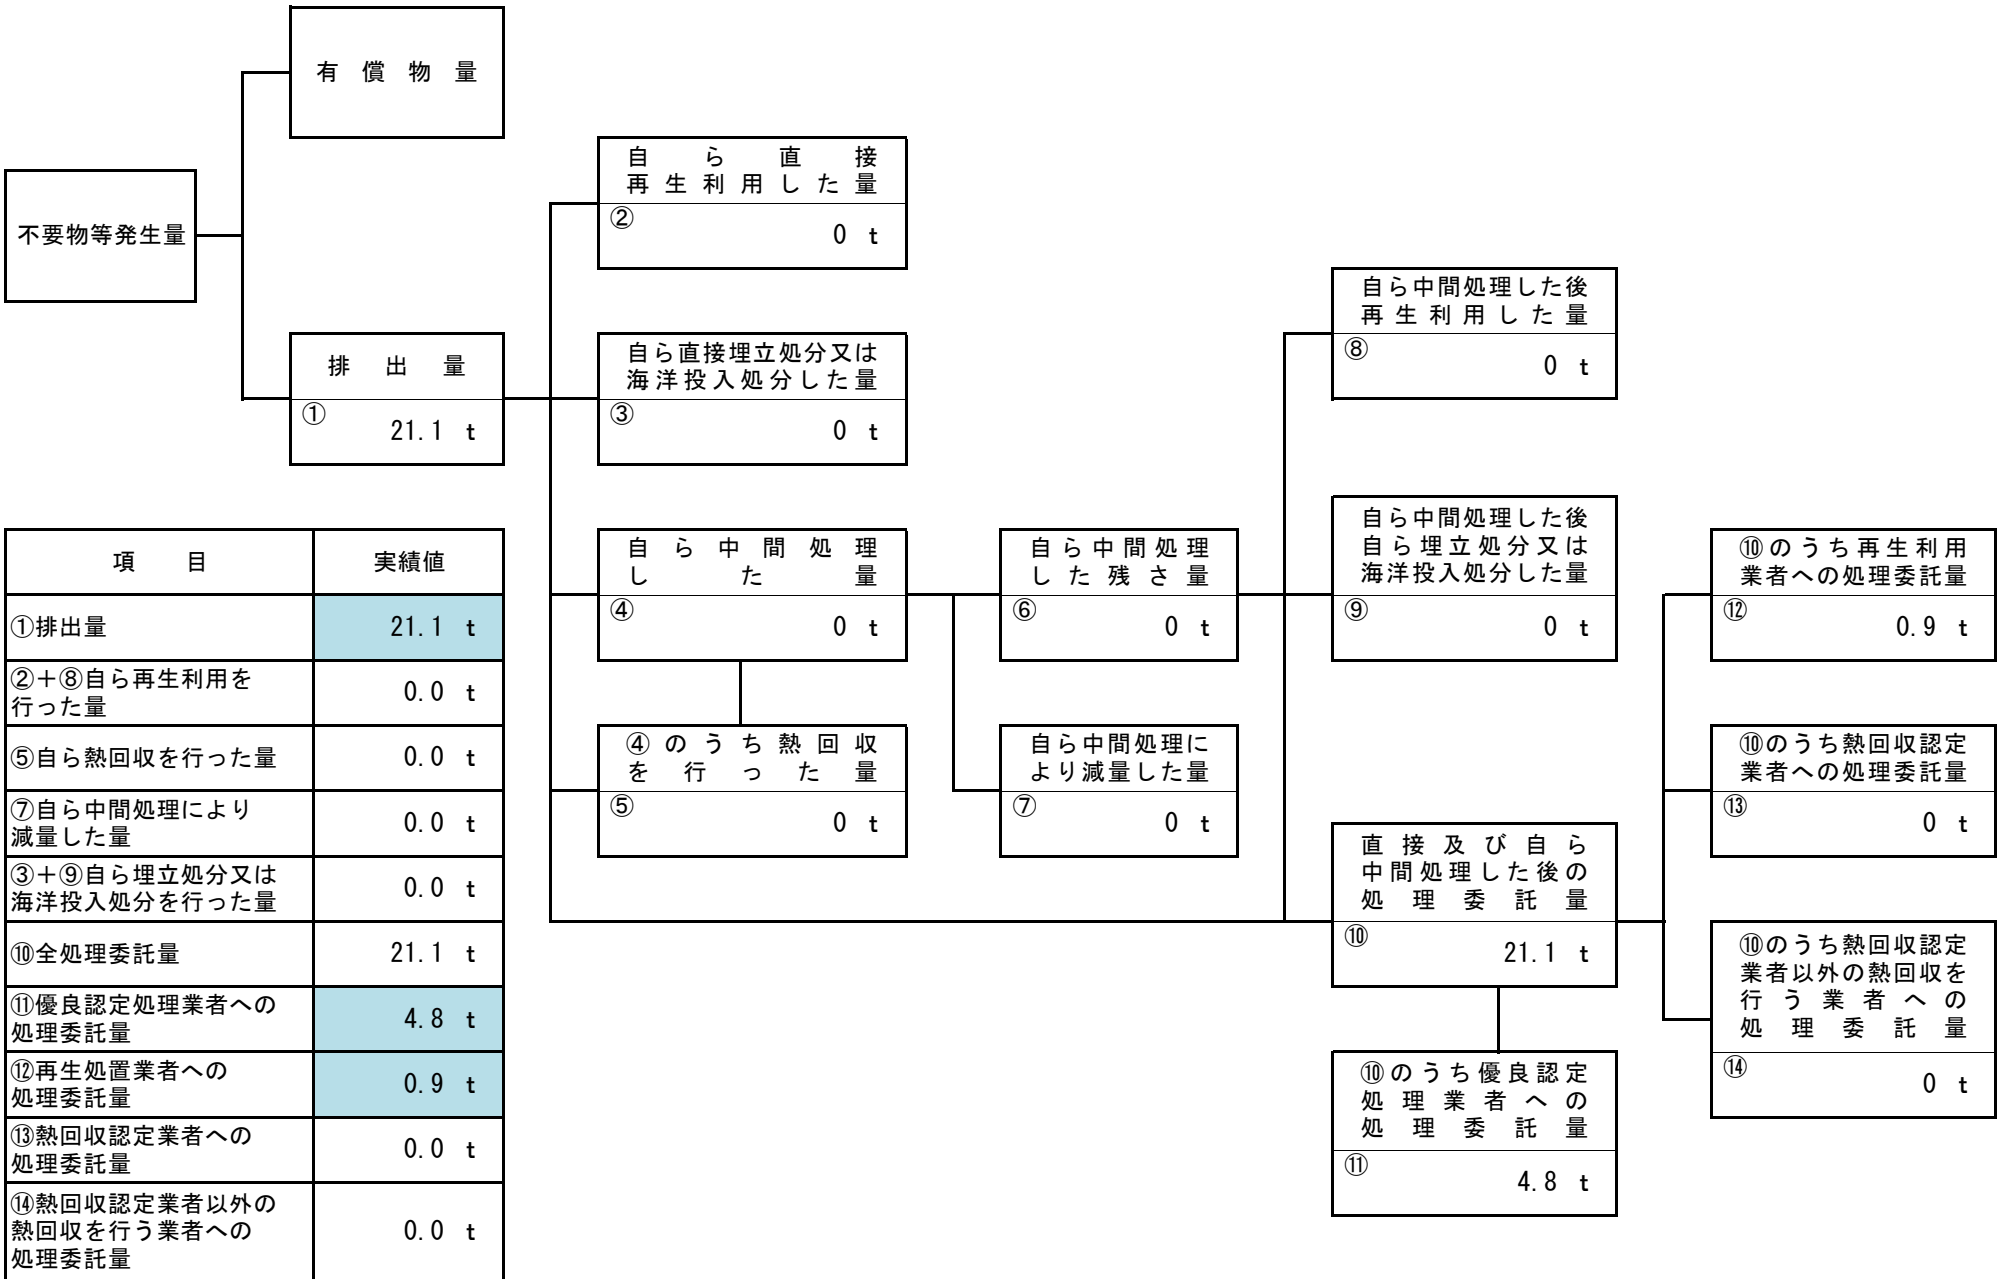 有償物量
不要物等発生量
排出量
①
21.1 t
自ら直接
再生利用した量
②
0 t
自ら直接埋立処分又は
海洋投入処分した量
③
0 t
自ら中間処理
した量
④
0 t
④のうち熱回収
を行った量
⑤
0 t
自ら中間処理
した残さ量
⑥
0 t
自ら中間処理に
より減量した量
⑦
0 t
自ら中間処理した後
再生利用した量
⑧
0 t
自ら中間処理した後
自ら埋立処分又は
海洋投入処分した量
⑨
0 t
直接及び自ら
中間処理した後の
処理委託量
⑩
21.1 t
⑩のうち優良認定
処理業者への
処理委託量
⑪
4.8 t
⑩のうち再生利用
業者への処理委託量
⑫
0.9 t
⑩のうち熱回収認定
業者への処理委託量
⑬
0 t
⑩のうち熱回収認定
業者以外の熱回収を
行う業者への
処理委託量
⑭
0 t
項目 実績値
①排出量 21.1 t
②＋⑧自ら再生利用を
行った量 0.0 t
⑤自ら熱回収を行った量 0.0 t
⑦自ら中間処理により
減量した量 0.0 t
③＋⑨自ら埋立処分又は
海洋投入処分を行った量 0.0 t
⑩全処理委託量 21.1 t
⑪優良認定処理業者への
処理委託量 4.8 t
⑫再生処置業者への
処理委託量 0.9 t
⑬熱回収認定業者への
処理委託量 0.0 t
⑭熱回収認定業者以外の
熱回収を行う業者への
処理委託量 0.0 t